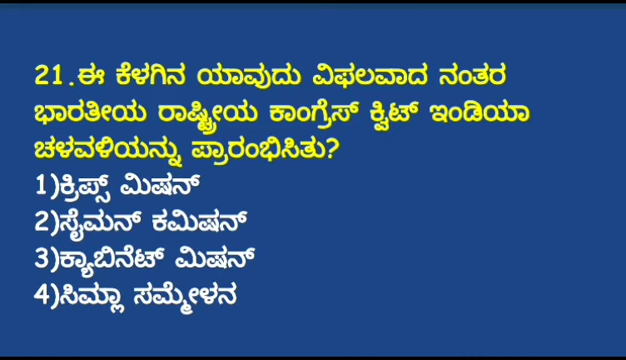 21.ಈ ಕೆಳಗಿನ ಯಾವುದು ವಿಫಲವಾದ ನಂತರ
ಭಾರತೀಯ ರಾಷ್ಟ್ರೀಯ ಕಾಂಗ್ರೆಸ್ ಕ್ವಿಟ್ ಇಂಡಿಯಾ
ಚಳವಳಿಯನ್ನು ಪ್ರಾರಂಭಿಸಿತು?
1)ಕ್ರಿಪ್ಸ್ ಮಿಷನ್
2)ಸೈಮನ್ ಕಮಿಷನ್
3)ಕ್ಯಾಬಿನೆಟ್ ಮಿಷನ್
4)ಸಿಮ್ಲಾ ಸಮ್ಮೇಳನ